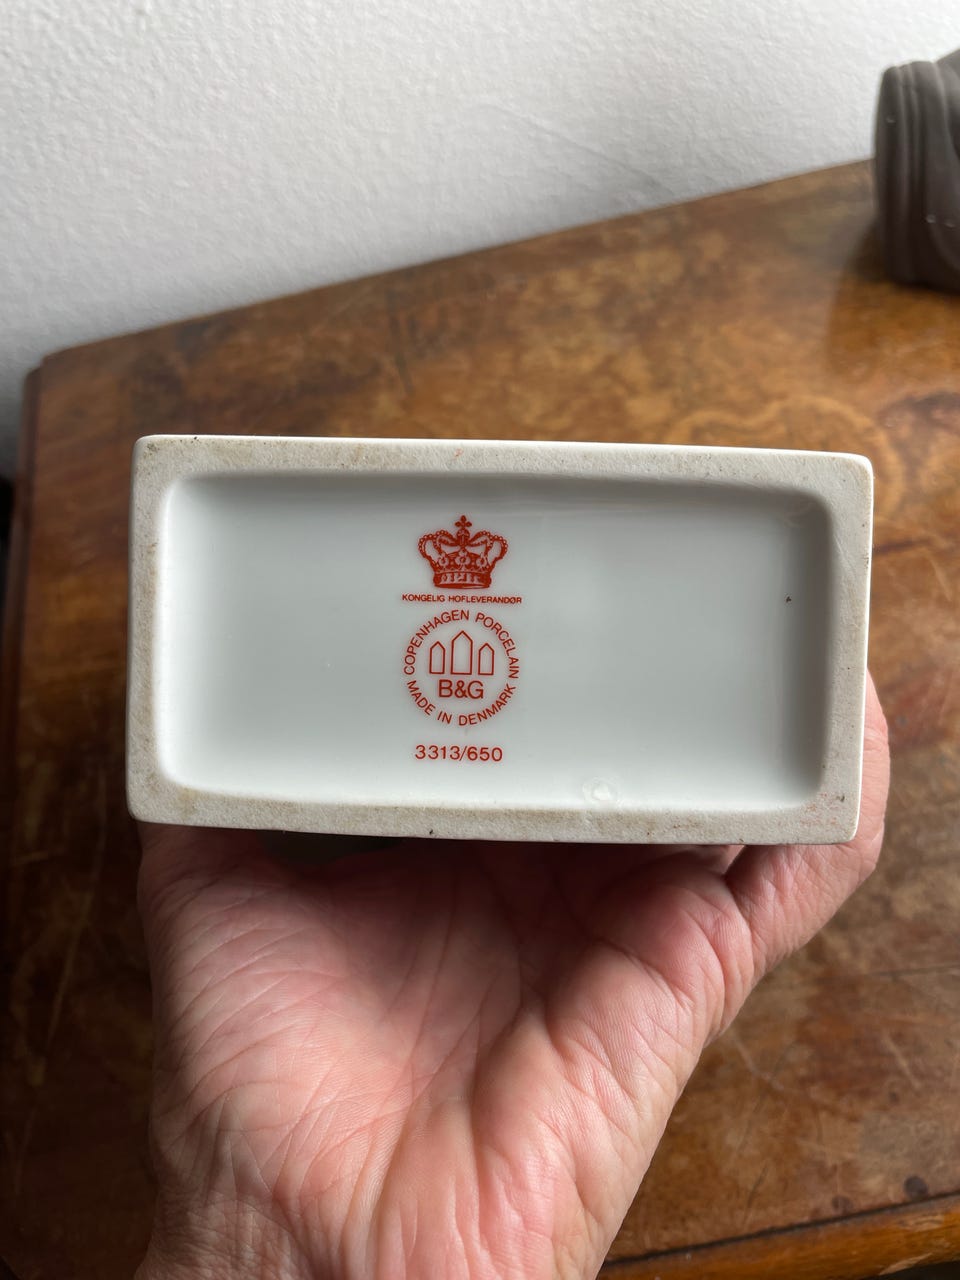 KONGELIG HOFLEVERANDØR
COPENHAGEN PORCELAIN
B&G
MADE IN DENMARK
3313/650